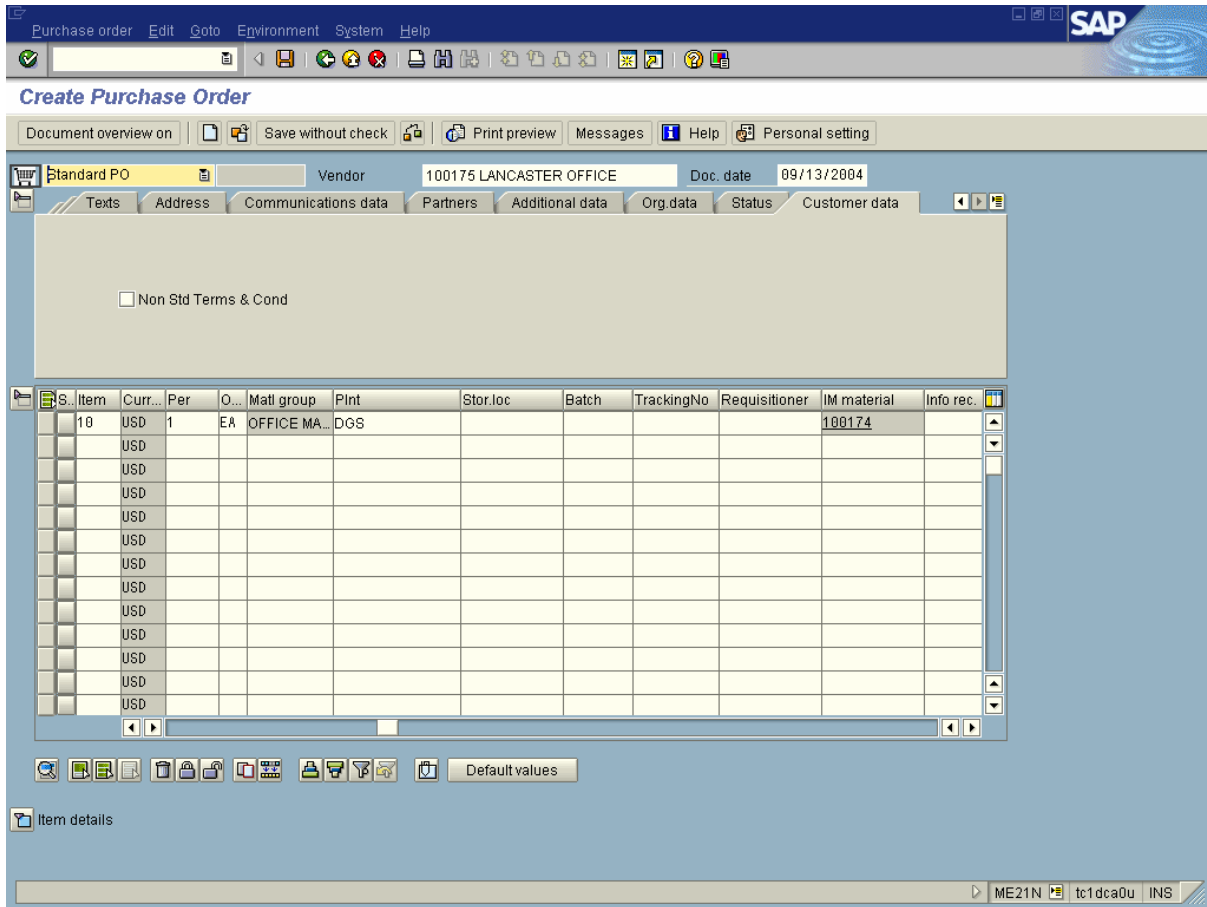 SAP
Purchase order Edit Goto Environment System Help
Create Purchase Order
Document overview on Save without check Print preview Messages Help Personal setting
Standard PO Vendor 100175 LANCASTER OFFICE Doc. date 09/13/2004
Texts Address Communications data Partners Additional data Org.data Status Customer data
Non Std Terms & Cond
S.. Item Curr... Per O... Matl group Plnt Stor.loc Batch TrackingNo Requisitioner IM material Info rec.
10 USD 1 EA OFFICE MA... DGS 100174
USD
USD
USD
USD
USD
USD
USD
USD
USD
USD
USD
USD
Default values
Item details
ME21N tc1dca0u INS